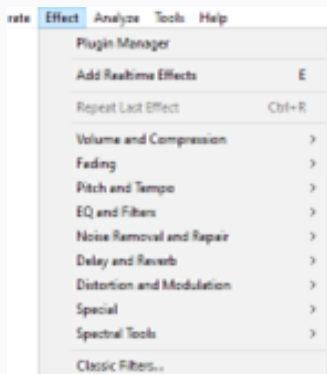 rate Effect Analyze Tools Help
Plugin Manager
Add Realtime Effects E
Repeat Last Effect Ctrl+R
Volume and Compression >
Fading >
Pitch and Tempo >
EQ and Filters >
Noise Removal and Repair >
Delay and Reverb >
Distortion and Modulation >
Special >
Spectral Tools >
Classic Filters...